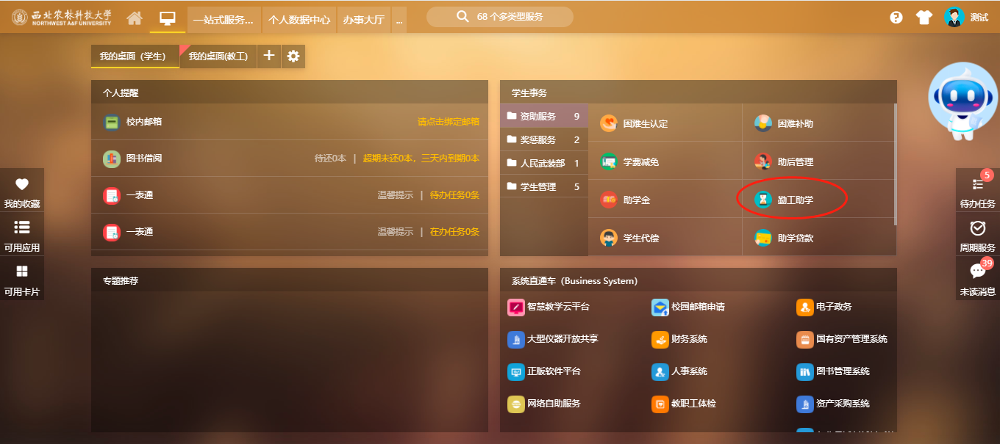 西北农林科技大学
NORTHWEST A&F UNIVERSITY
一站式服务...
个人数据中心
办事大厅
...
68 个多类型服务
测试
我的桌面（学生）
我的桌面(教工)
个人提醒
校内邮箱
请点击绑定邮箱
图书借阅
待还0本 | 超期未还0本，三天内到期0本
一表通
温馨提示 | 待办任务0条
一表通
温馨提示 | 在办任务0条
学生事务
资助服务 9
奖惩服务 2
人民武装部 1
学生管理 5
困难生认定
困难补助
学费减免
助后管理
助学金
勤工助学
学生代偿
助学贷款
我的收藏
可用应用
可用卡片
5
待办任务
周期服务
39
未读消息
专题推荐
系统直通车（Business System）
智慧教学云平台
校园邮箱申请
电子政务
大型仪器开放共享
财务系统
国有资产管理系统
正版软件平台
人事系统
图书管理系统
网络自助服务
教职工体检
资产采购系统